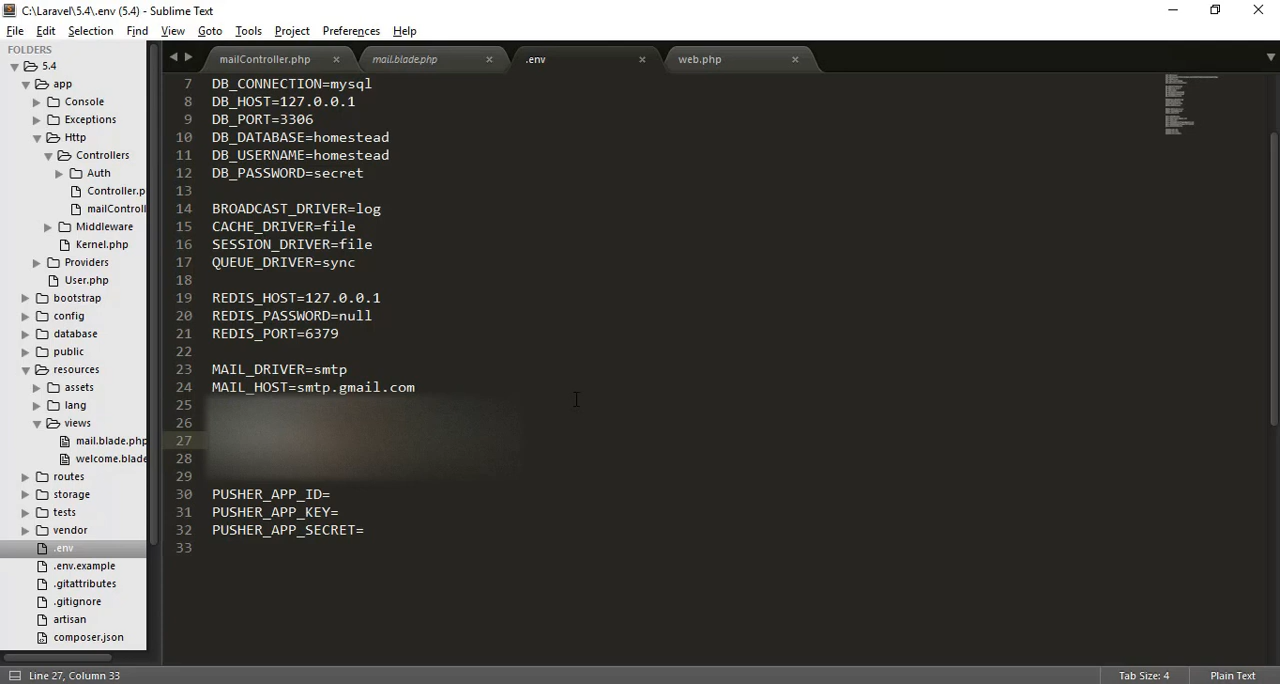 C:\Laravel\5.4\.env (5.4) - Sublime Text
File Edit Selection Find View Goto Tools Project Preferences Help
FOLDERS
5.4
app
Console
Exceptions
Http
Controllers
Auth
Controller.p
mailControll
Middleware
Kernel.php
Providers
User.php
bootstrap
config
database
public
resources
assets
lang
views
mail.blade.php
welcome.blade
routes
storage
tests
vendor
.env
.env.example
.gitattributes
.gitignore
artisan
composer.json
mailController.php × mail.blade.php × .env × web.php ×
7 DB_CONNECTION=mysql
8 DB_HOST=127.0.0.1
9 DB_PORT=3306
10 DB_DATABASE=homestead
11 DB_USERNAME=homestead
12 DB_PASSWORD=secret
13
14 BROADCAST_DRIVER=log
15 CACHE_DRIVER=file
16 SESSION_DRIVER=file
17 QUEUE_DRIVER=sync
18
19 REDIS_HOST=127.0.0.1
20 REDIS_PASSWORD=null
21 REDIS_PORT=6379
22
23 MAIL_DRIVER=smtp
24 MAIL_HOST=smtp.gmail.com
25
26
27
28
29
30 PUSHER_APP_ID=
31 PUSHER_APP_KEY=
32 PUSHER_APP_SECRET=
33
Line 27, Column 33
Tab Size: 4
Plain Text